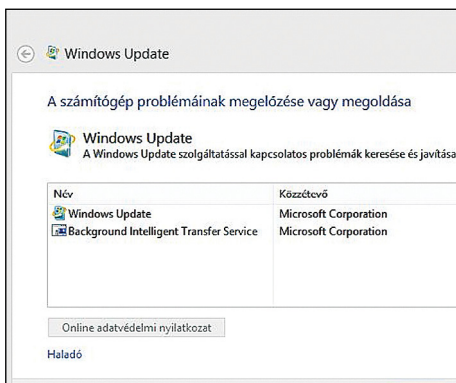 Windows Update
A számítógép problémáinak megelőzése vagy megoldása
Windows Update
A Windows Update szolgáltatással kapcsolatos problémák keresése és javítása
Név Közzétevő
Windows Update Microsoft Corporation
Background Intelligent Transfer Service Microsoft Corporation
Online adatvédelmi nyilatkozat
Haladó